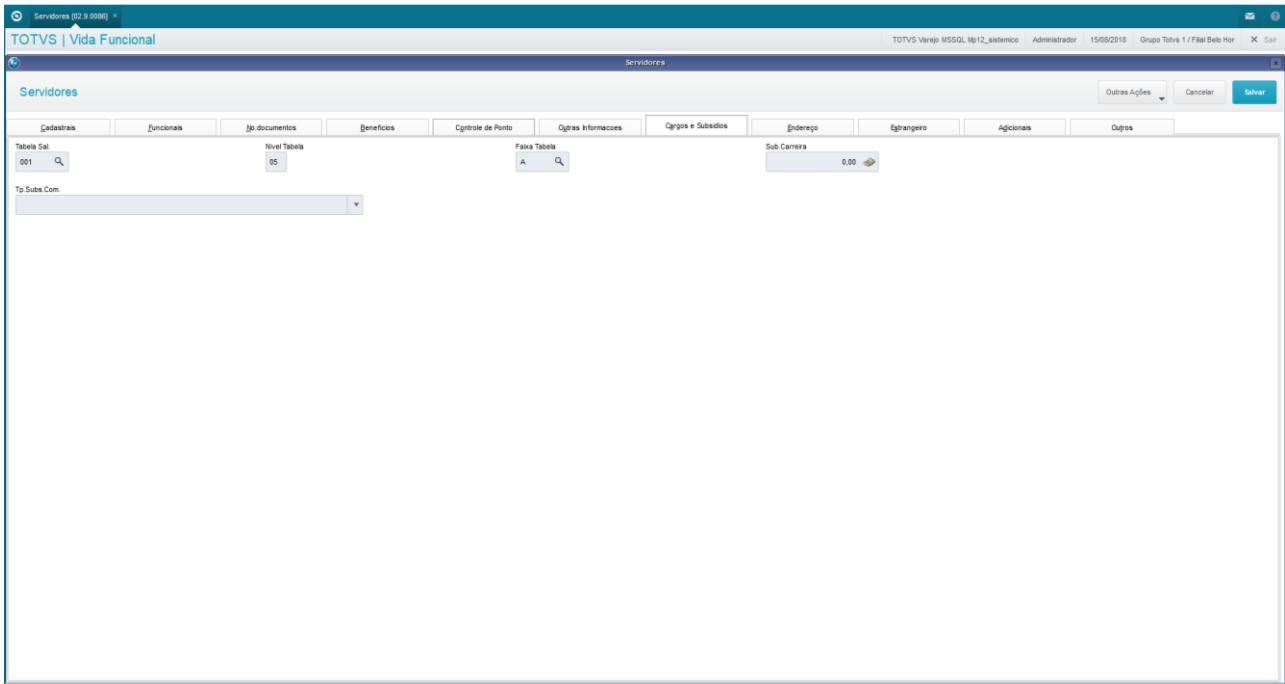 Servidores [02.9.0086] ×
TOTVS | Vida Funcional
TOTVS Varejo MSSQL Mp12_sistemico Administrador 15/08/2018 Grupo Totvs 1 / Filial Belo Hor X Sair
Servidores
Servidores
Outras Ações Cancelar Salvar
Cadastrais Funcionais No.documentos Beneficios Controle de Ponto Outras Informacoes Cargos e Subsidios Endereço Estrangeiro Adicionais Outros
Tabela Sal. Nivel Tabela Faixa Tabela Sub.Carreira
001 05 A 0,00
Tp.Subs.Com.